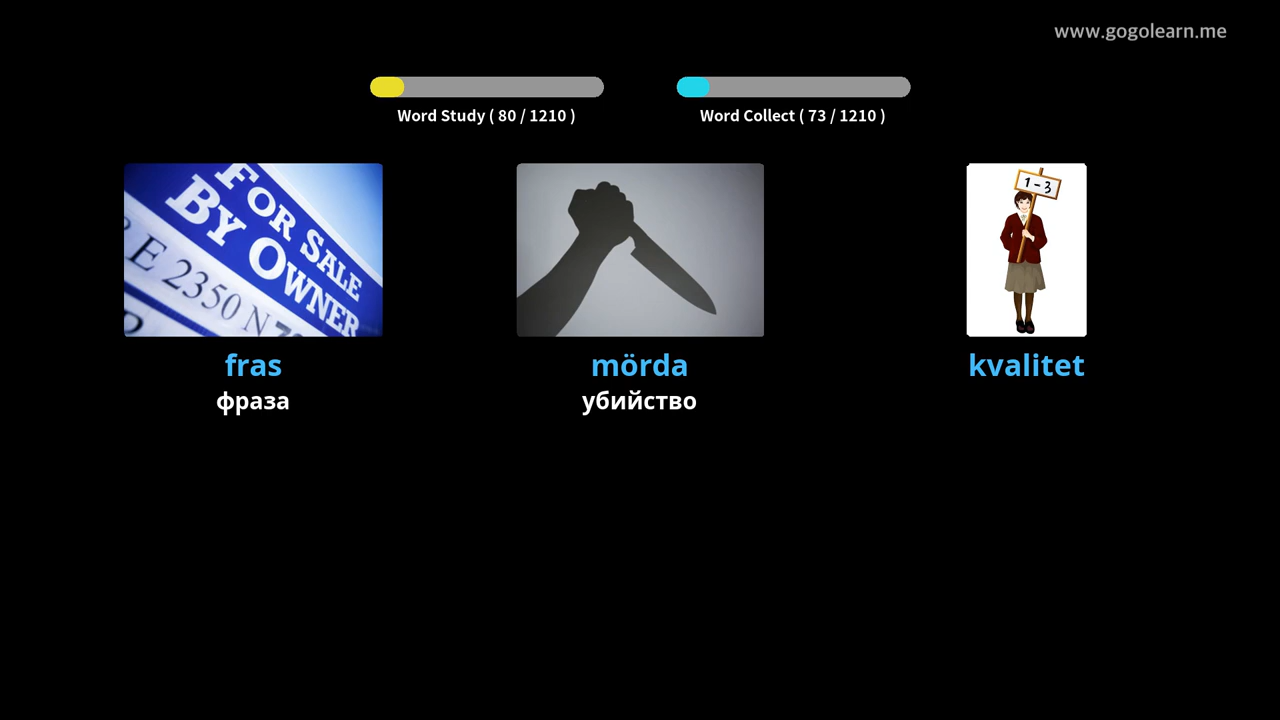 www.gogolearn.me
Word Study ( 80 / 1210 )
Word Collect ( 73 / 1210 )
FOR SALE
BY OWNER
E 2350 N
1 - 3
fras
mörda
kvalitet
фраза
убийство